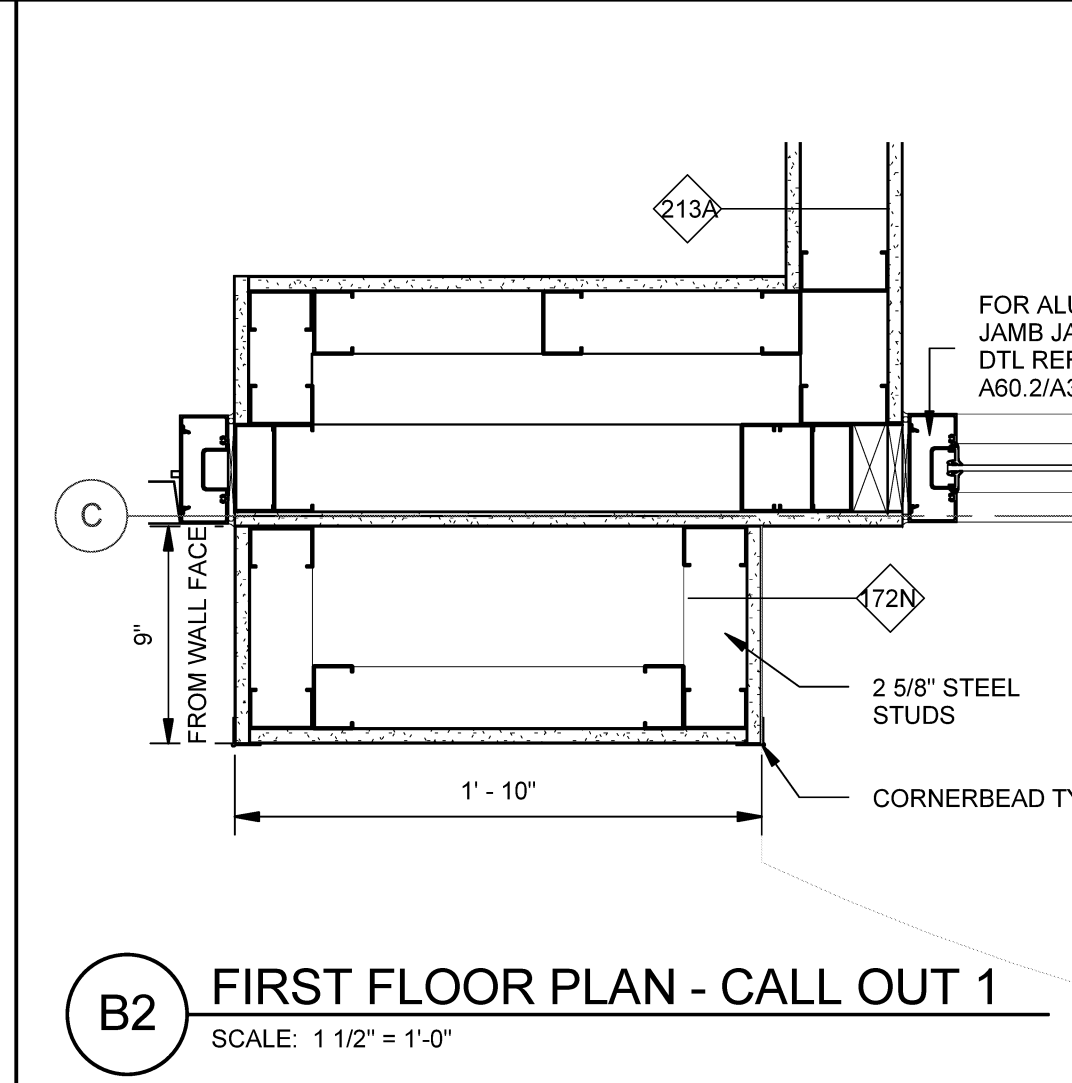 213A
FOR ALU
JAMB JA
DTL REF
A60.2/A3
C
9"
FROM WALL FACE
172N
2 5/8" STEEL
STUDS
1' - 10"
CORNERBEAD TY
B2
FIRST FLOOR PLAN - CALL OUT 1
SCALE: 1 1/2" = 1'-0"